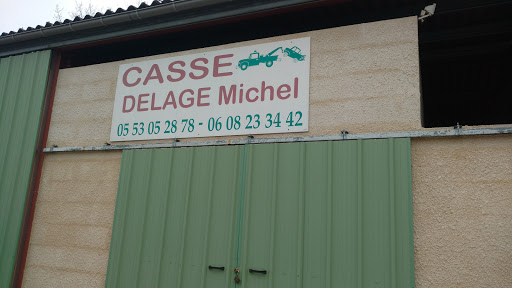 CASSE
DELAGE Michel
05 53 05 28 78 - 06 08 23 34 42